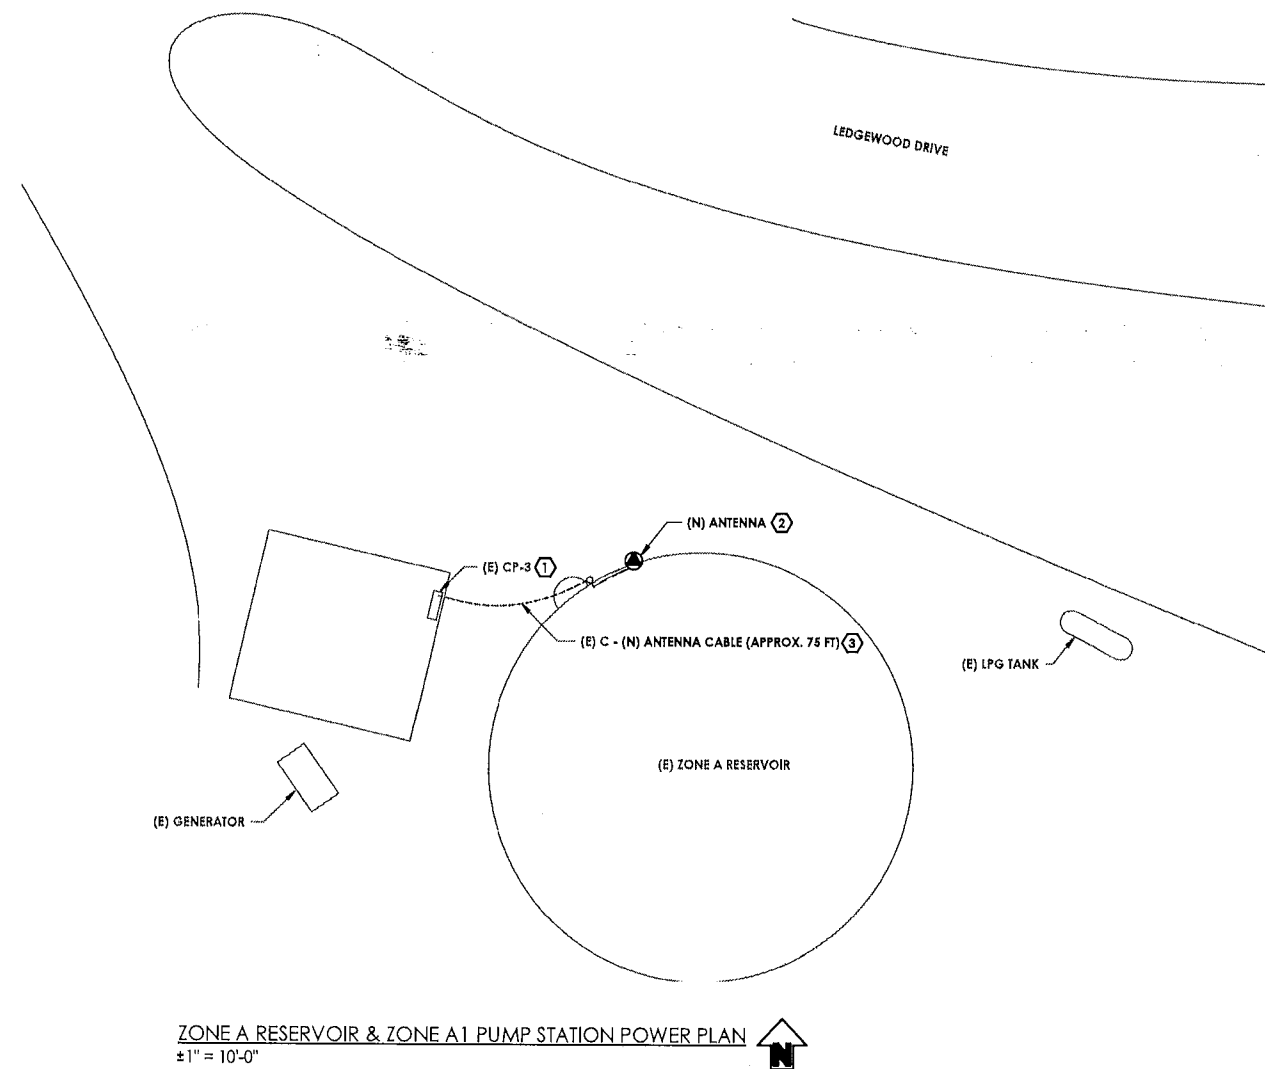 LEDGEWOOD DRIVE
(N) ANTENNA 2
(E) CP-3 1
(E) C - (N) ANTENNA CABLE (APPROX. 75 FT) 3
(E) LPG TANK
(E) ZONE A RESERVOIR
(E) GENERATOR
ZONE A RESERVOIR & ZONE A1 PUMP STATION POWER PLAN
N
±1" = 10'-0"